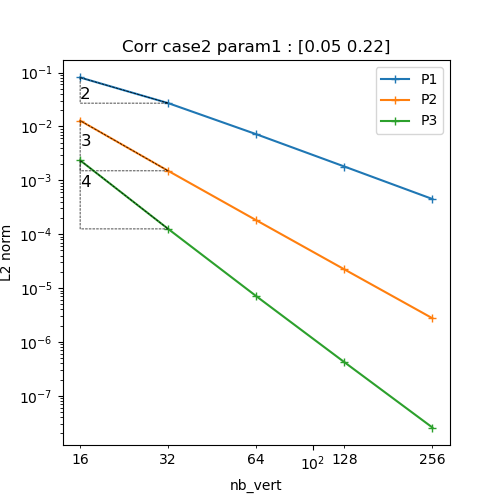 Corr case2 param1 : [0.05 0.22]
P1
P2
P3
10⁻¹
10⁻²
10⁻³
10⁻⁴
10⁻⁵
10⁻⁶
10⁻⁷
2
3
4
L2 norm
16 32 64 10² 128 256
nb_vert